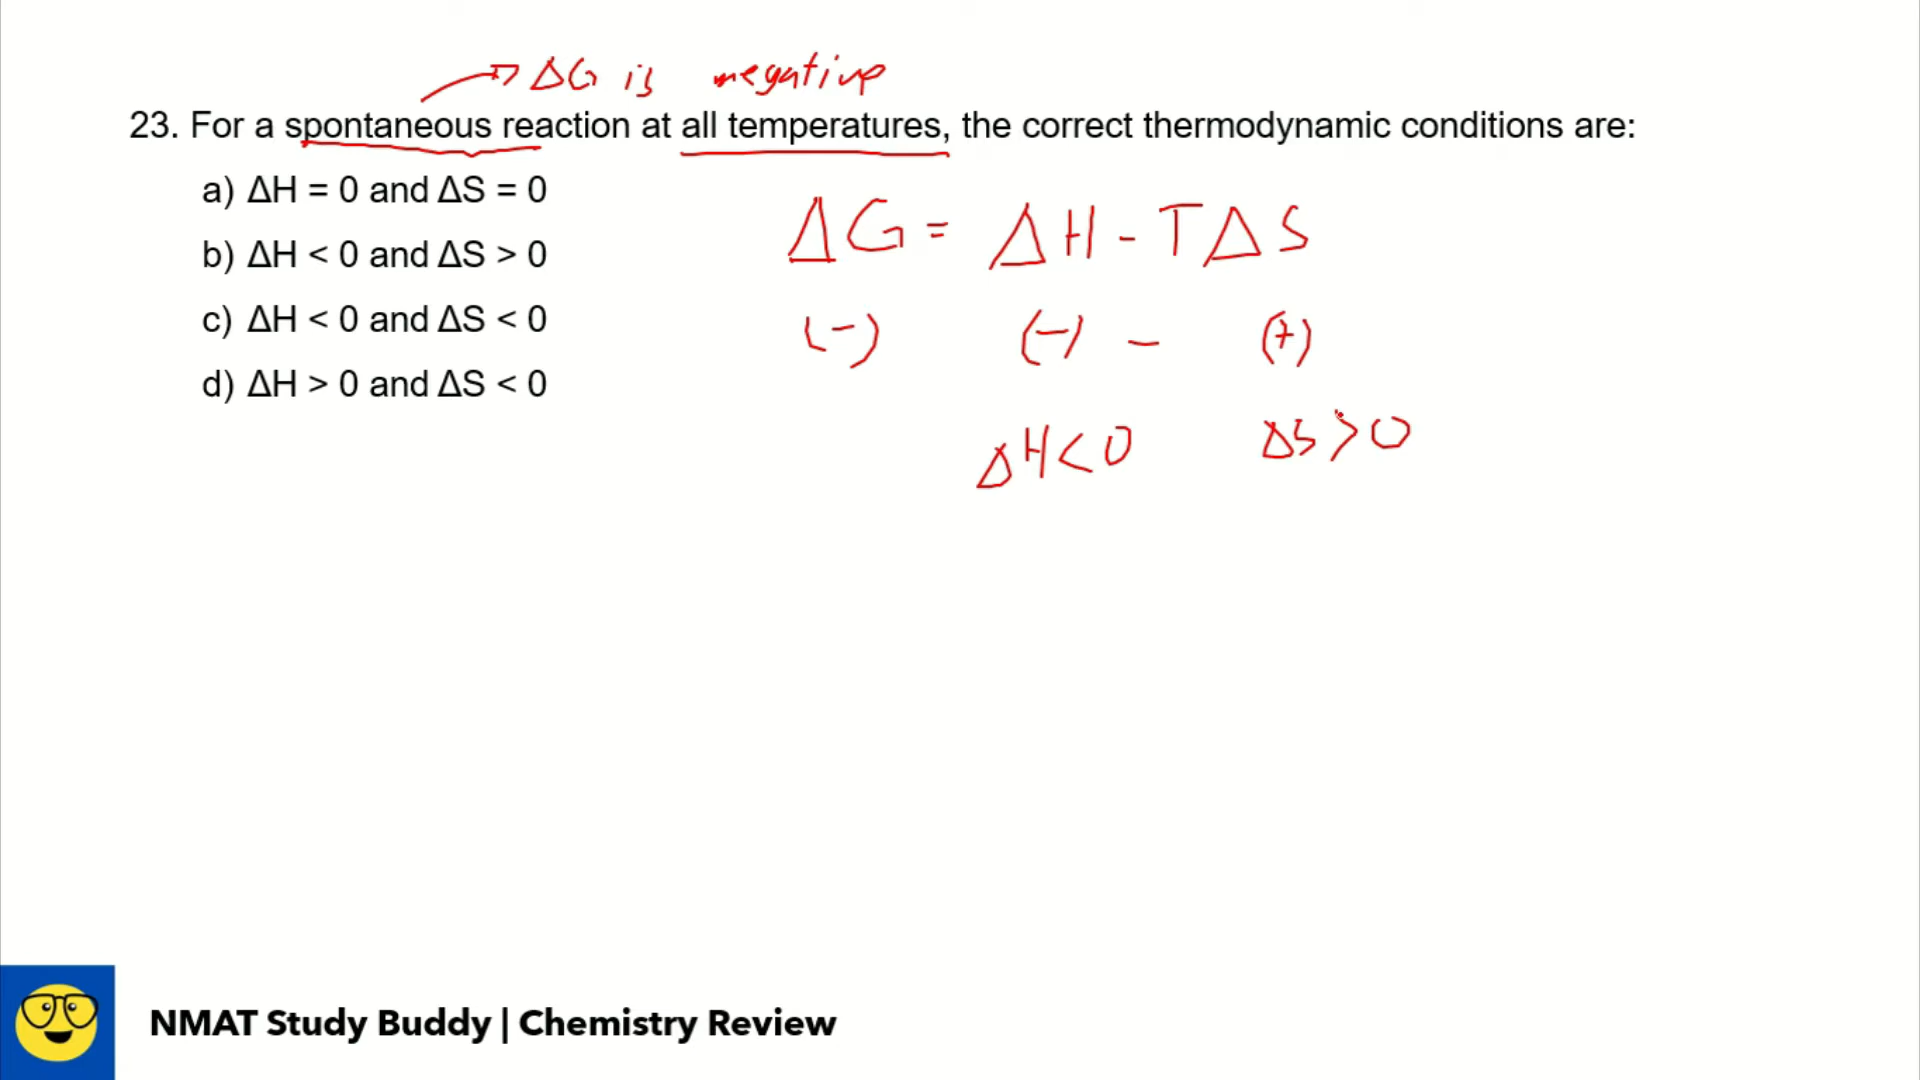 ΔG is negative
23. For a spontaneous reaction at all temperatures, the correct thermodynamic conditions are:
a) ΔH = 0 and ΔS = 0
b) ΔH < 0 and ΔS > 0
c) ΔH < 0 and ΔS < 0
d) ΔH > 0 and ΔS < 0
ΔG = ΔH - TΔS
(-) (-) - (+)
ΔH < 0 ΔS > 0
NMAT Study Buddy | Chemistry Review